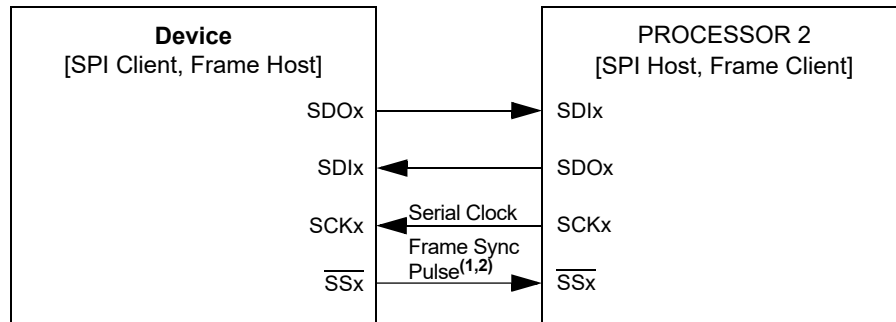 Device
[SPI Client, Frame Host]
PROCESSOR 2
[SPI Host, Frame Client]
SDOx
SDIx
SDIx
SDOx
SCKx
Serial Clock
SCKx
Frame Sync
Pulse(1,2)
SSx
SSx